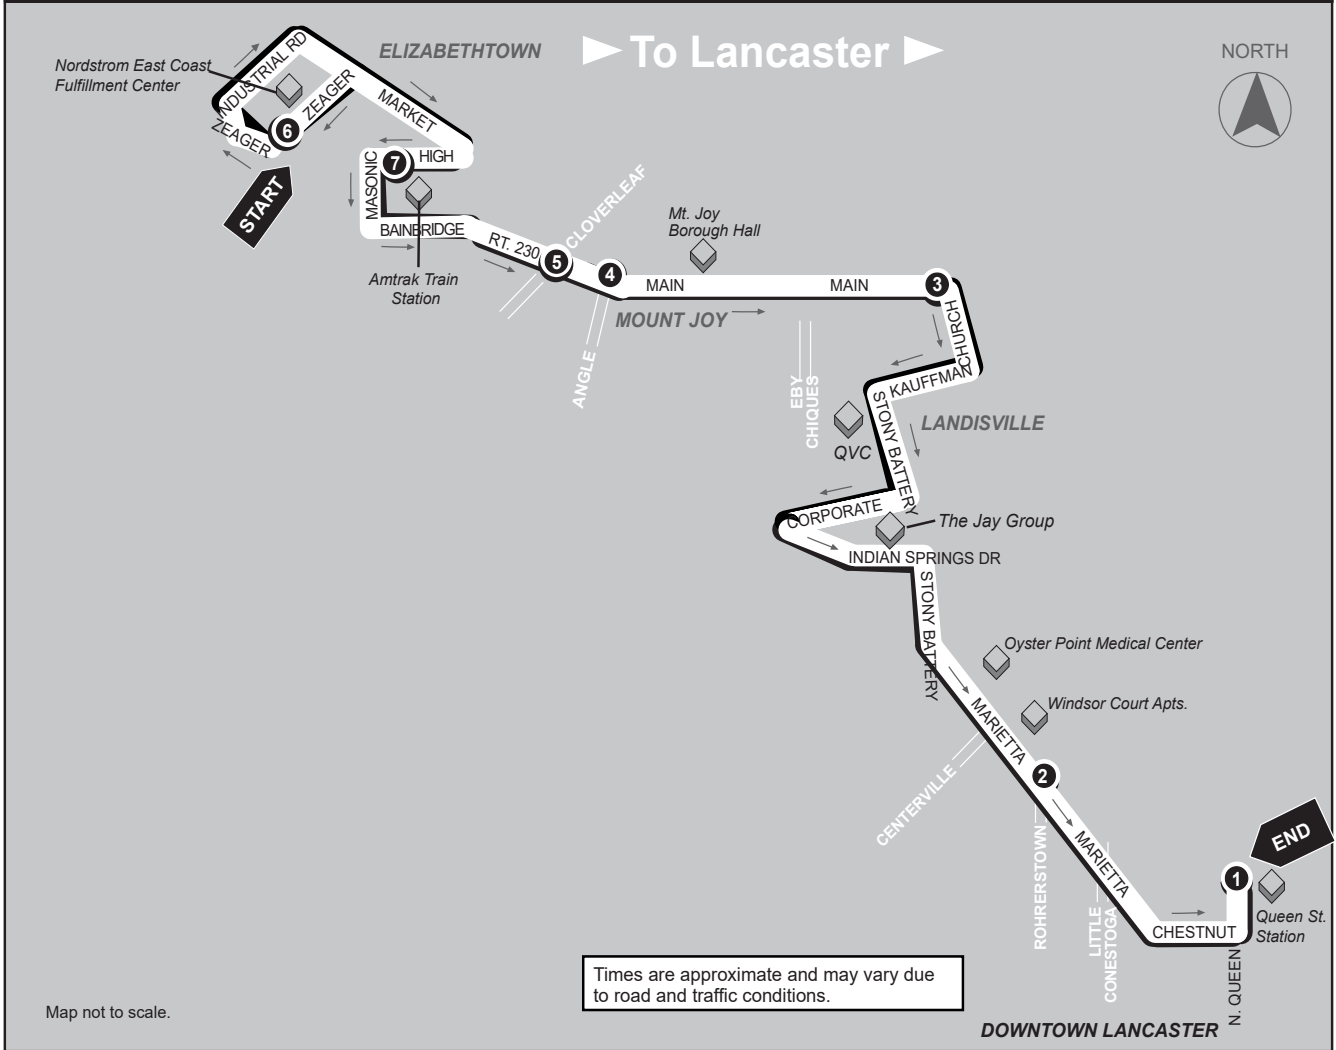 ELIZABETHTOWN
To Lancaster
NORTH
Nordstrom East Coast
Fulfillment Center
INDUSTRIAL RD
ZEAGER
MARKET
6
ZEAGER
START
7
HIGH
MASONIC
BAINBRIDGE
Amtrak Train
Station
RT. 230
CLOVERLEAF
5
4
Mt. Joy
Borough Hall
MAIN
MAIN
3
MOUNT JOY
ANGLE
EBY
CHIQUES
CHURCH
KAUFFMAN
STONY BATTERY
LANDISVILLE
QVC
CORPORATE
The Jay Group
INDIAN SPRINGS DR
STONY BATTERY
Oyster Point Medical Center
Windsor Court Apts.
MARIETTA
CENTERVILLE
2
ROHRERSTOWN
MARIETTA
LITTLE
CONESTOGA
END
1
Queen St.
Station
CHESTNUT
N. QUEEN
Times are approximate and may vary due
to road and traffic conditions.
Map not to scale.
DOWNTOWN LANCASTER